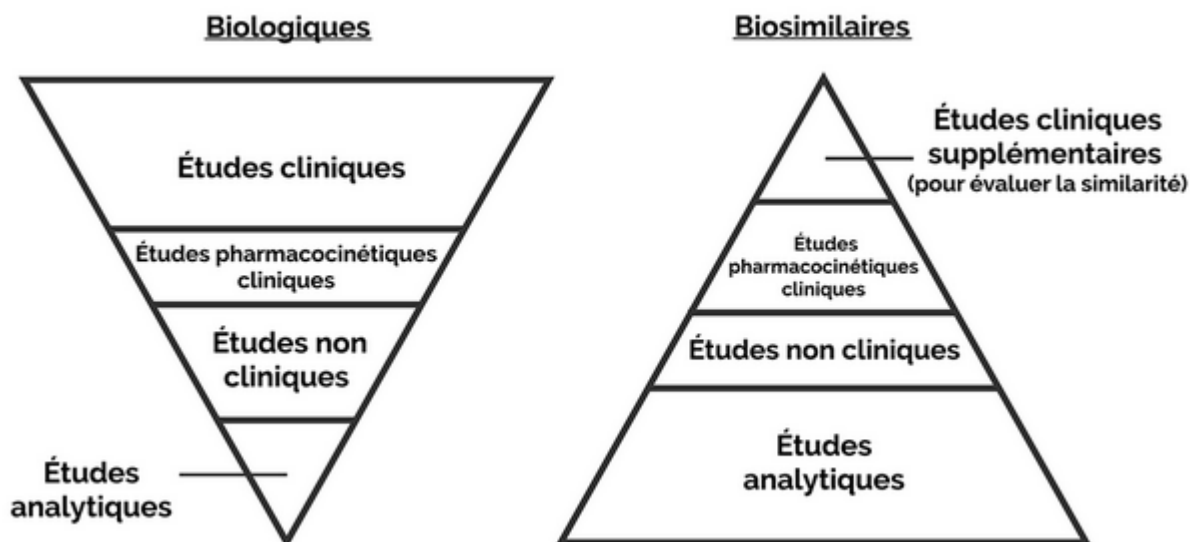 Biologiques
Études cliniques
Études pharmacocinétiques
cliniques
Études non
cliniques
Études
analytiques
Biosimilaires
Études cliniques
supplémentaires
(pour évaluer la similarité)
Études
pharmacocinétiques
cliniques
Études non cliniques
Études
analytiques